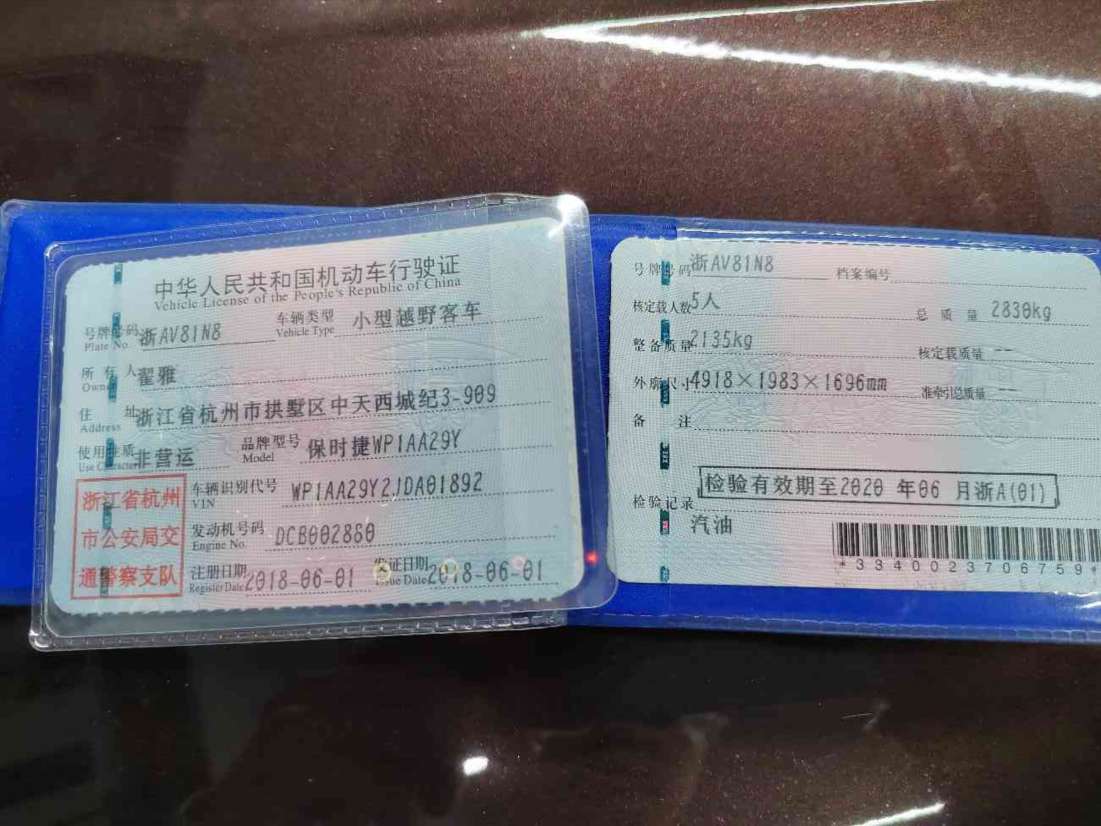 中华人民共和国机动车行驶证
Vehicle License of the People's Republic of China
号牌号码 浙AV81N8 车辆类型 小型越野客车
Plate No. Vehicle Type
所有人 翟雅
Owner
住址 浙江省杭州市拱墅区中天西城纪3-909
Address
使用性质 非营运 品牌型号 保时捷WP1AA29Y
Use Character Model
浙江省杭州
市公安局交
通警察支队
车辆识别代号 WP1AA29Y2JDA01892
VIN
发动机号码 DCB002880
Engine No.
注册日期 2018-06-01 发证日期 2018-06-01
Register Date Issue Date
号牌号码 浙AV81N8 档案编号
核定载人数 5人 总质量 2830kg
整备质量 2135kg 核定载质量 --
外廓尺寸 4918×1983×1696mm 准牵引总质量 --
备注
检验有效期至2020 年06 月浙A(01)
检验记录
汽油
*3340023706759*